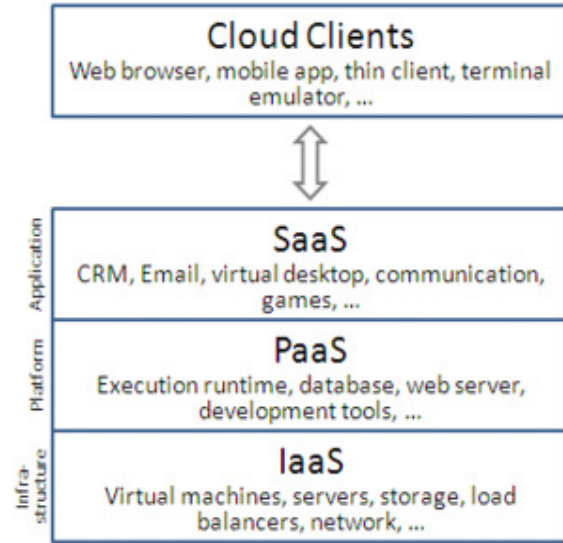 Cloud Clients
Web browser, mobile app, thin client, terminal
emulator, ...
Application
SaaS
CRM, Email, virtual desktop, communication,
games, ...
Platform
PaaS
Execution runtime, database, web server,
development tools, ...
Infra-
structure
IaaS
Virtual machines, servers, storage, load
balancers, network, ...